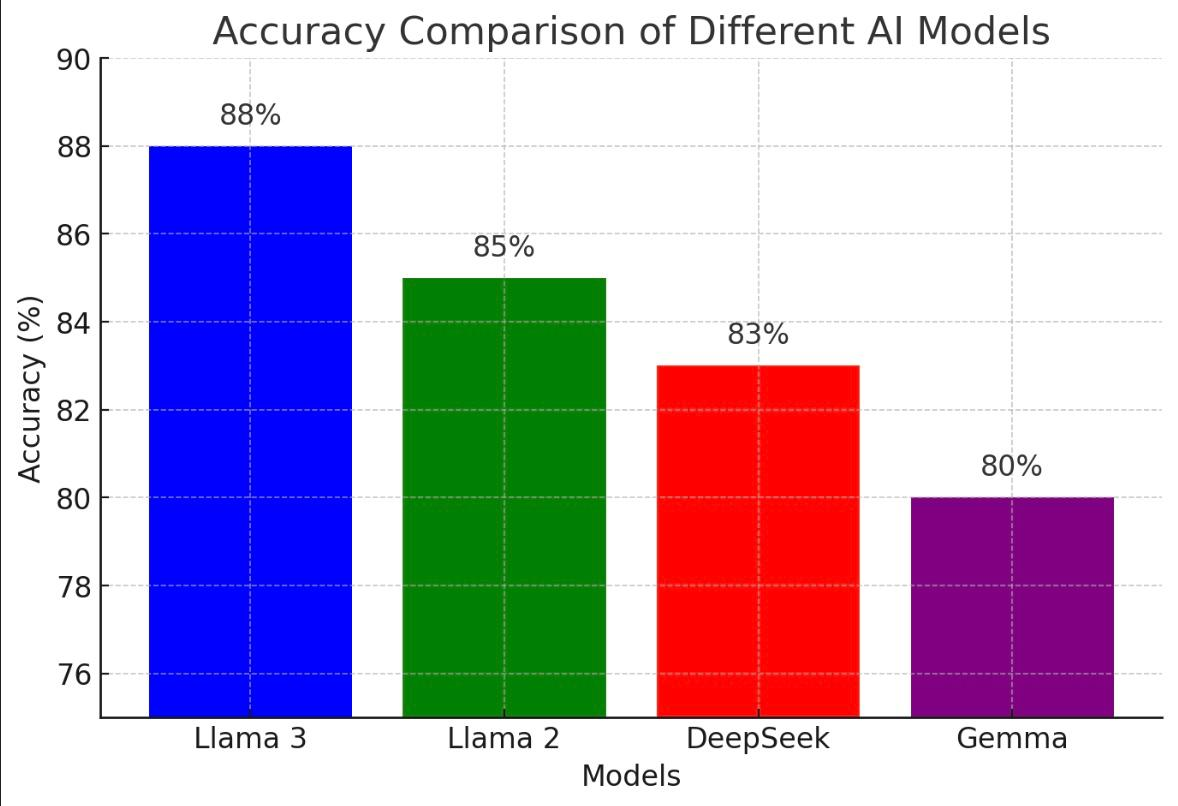 Accuracy Comparison of Different AI Models
90
88
86
84
82
80
78
76
Accuracy (%)
88%
85%
83%
80%
Llama 3
Llama 2
DeepSeek
Gemma
Models